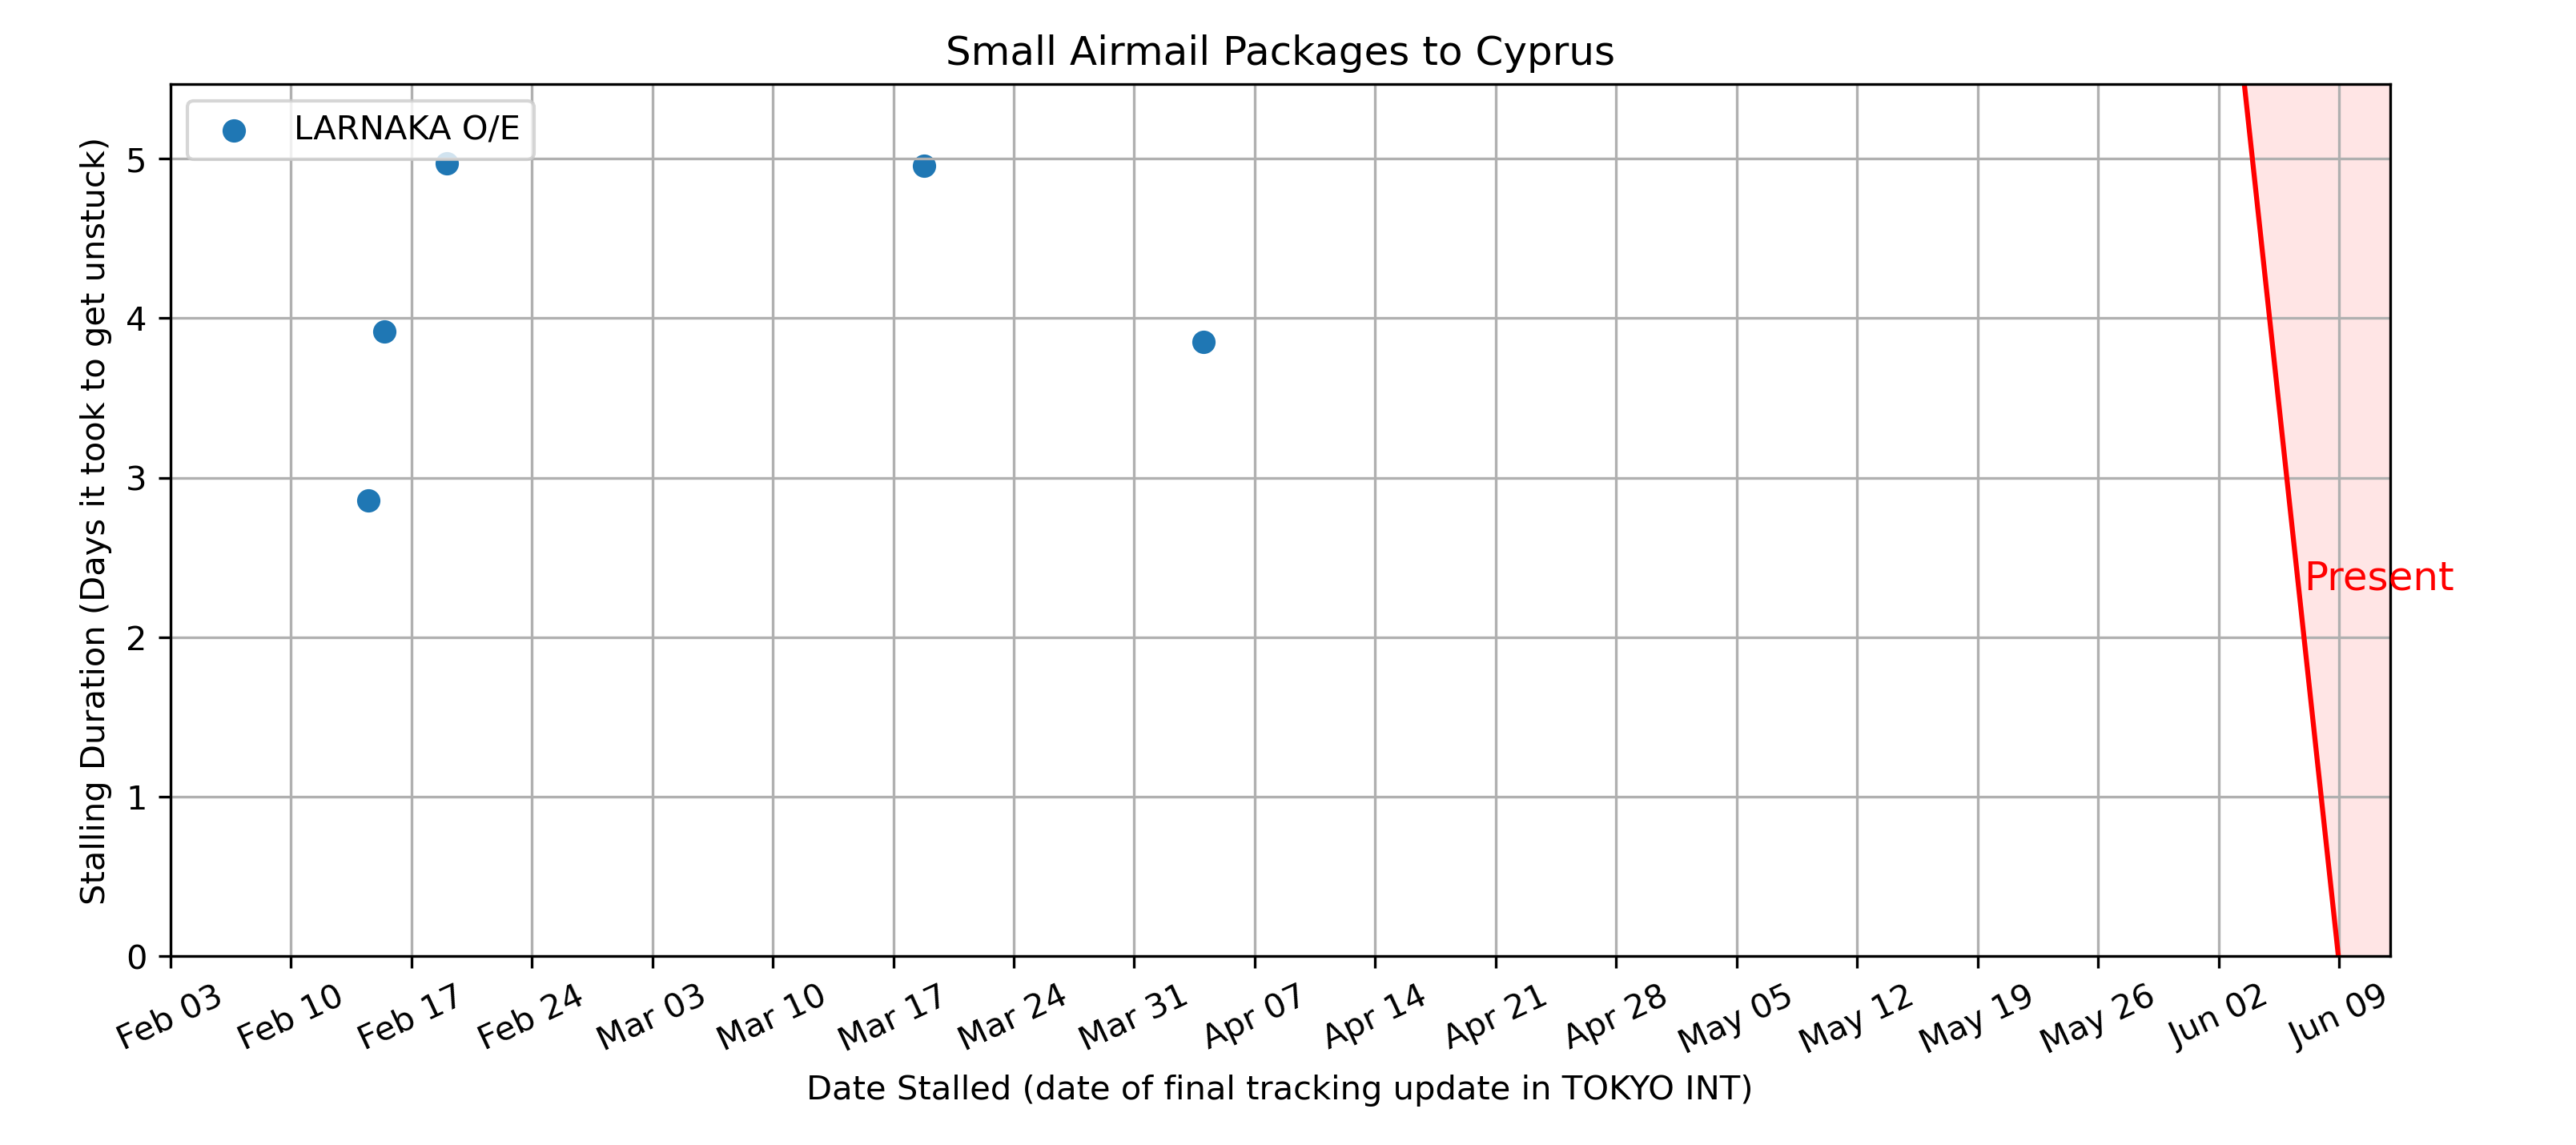 Small Airmail Packages to Cyprus
LARNAKA O/E
Stalling Duration (Days it took to get unstuck)
5
4
3
2
1
0
Present
Feb 03
Feb 10
Feb 17
Feb 24
Mar 03
Mar 10
Mar 17
Mar 24
Mar 31
Apr 07
Apr 14
Apr 21
Apr 28
May 05
May 12
May 19
May 26
Jun 02
Jun 09
Date Stalled (date of final tracking update in TOKYO INT)